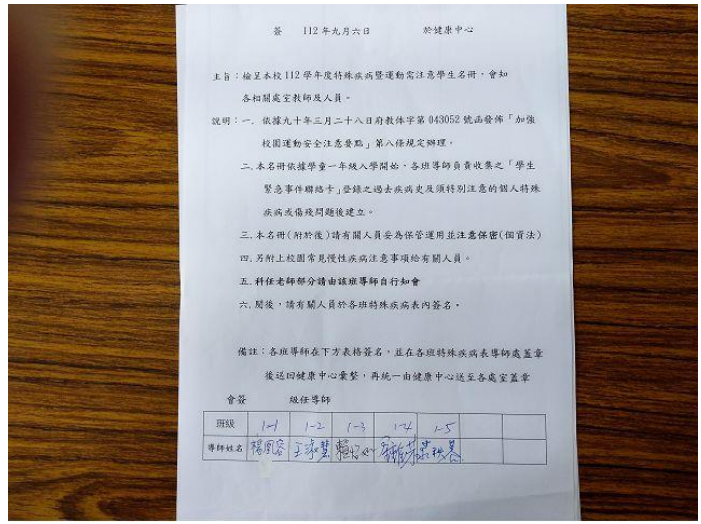 簽 112 年九月六日 於健康中心
主旨：檢呈本校 112 學年度特殊疾病暨運動需注意學生名冊，會知
各相關處室教師及人員。
說明：一. 依據九十年三月二十八日府教体字第 043052 號函發佈「加強
校園運動安全注意要點」第八條規定辦理。
二.本名冊依據學童一年級入學開始，各班導師負責收集之「學生
緊急事件聯絡卡」登錄之過去疾病史及須特別注意的個人特殊
疾病或傷殘問題後建立。
三.本名冊(附於後)請有關人員妥為保管運用並注意保密(個資法)
四.另附上校園常見慢性疾病注意事項給有關人員。
五.科任老師部分請由該班導師自行知會
六.閱後，請有關人員於各班特殊疾病表內簽名。
備註：各班導師在下方表格簽名，並在各班特殊疾病表導師處蓋章
後送回健康中心彙整，再統一由健康中心送至各處室蓋章
會簽 級任導師
班級 1-1 1-2 1-3 1-4 1-5
導師姓名